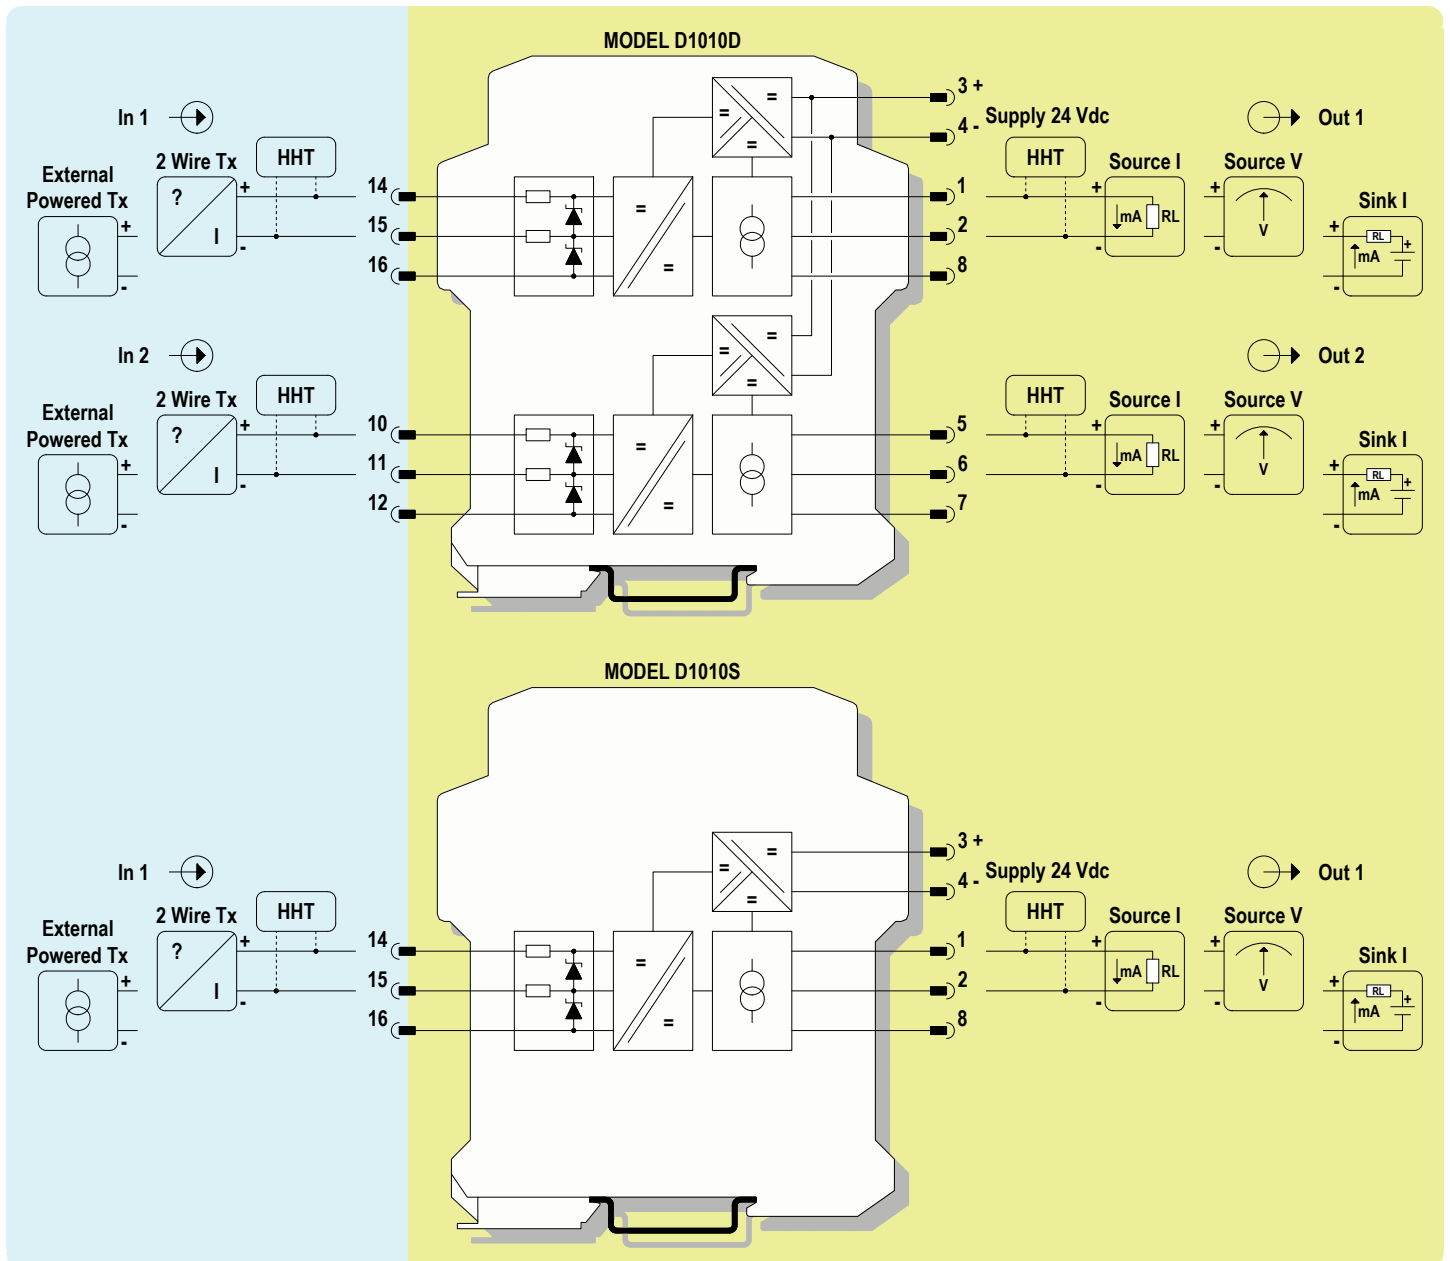 MODEL D1010D
3 +
In 1
4 -
Supply 24 Vdc
Out 1
HHT
HHT
External
Powered Tx
2 Wire Tx
14
1
Source I
Source V
Sink I
+
?
I
-
+
-
15
2
16
8
+
mA
RL
-
+
V
-
+
RL
+
mA
-
=
=
=
=
=
In 2
Out 2
HHT
HHT
External
Powered Tx
2 Wire Tx
10
5
Source I
Source V
Sink I
+
?
I
-
+
-
11
6
12
7
+
mA
RL
-
+
V
-
+
RL
+
mA
-
=
=
=
=
=
MODEL D1010S
3 +
In 1
4 -
Supply 24 Vdc
Out 1
HHT
HHT
External
Powered Tx
2 Wire Tx
14
1
Source I
Source V
Sink I
+
?
I
-
+
-
15
2
16
8
+
mA
RL
-
+
V
-
+
RL
+
mA
-
=
=
=
=
=